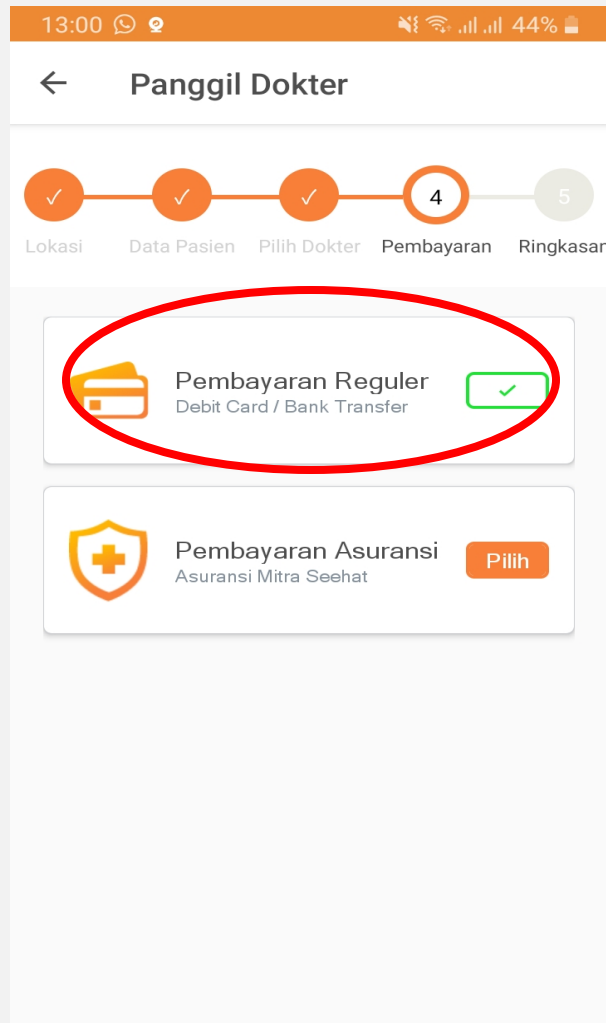 13:00 44%
Panggil Dokter
4 5
Lokasi Data Pasien Pilih Dokter Pembayaran Ringkasan
Pembayaran Reguler
Debit Card / Bank Transfer
Pembayaran Asuransi
Asuransi Mitra Seehat
Pilih